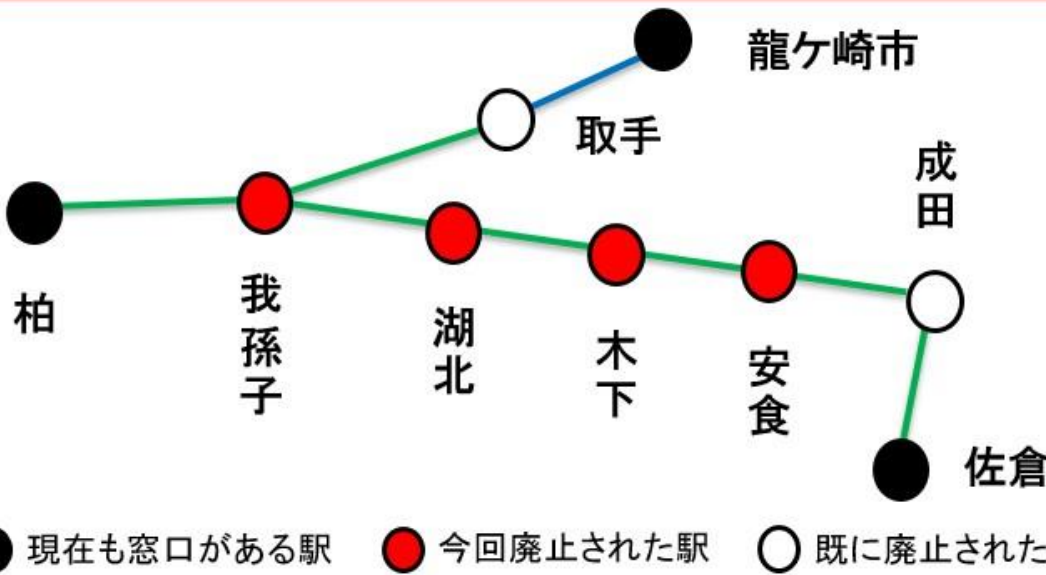 龍ケ崎市
取手
成田
柏
我孫子
湖北
木下
安食
佐倉
現在も窓口がある駅
今回廃止された駅
既に廃止された